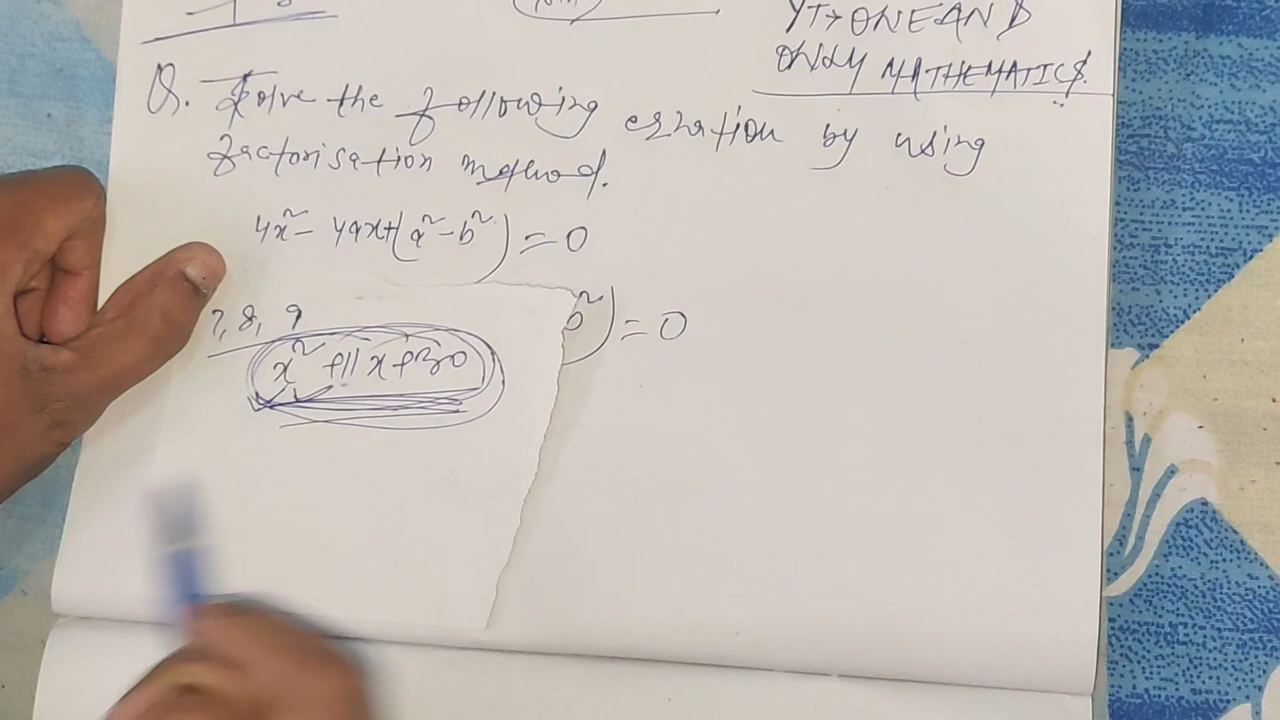 YT→ ONE AND
ONLY MATHEMATICS.
Q. Solve the following equation by using
factorisation method.
4x² - 4ax + (a² - b²) = 0
b²) = 0
7, 8, 9
x² + 11x + 30